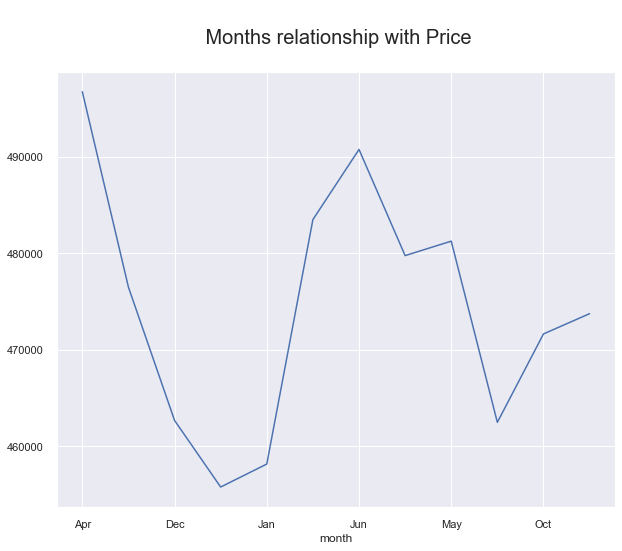 Months relationship with Price
490000
480000
470000
460000
Apr Dec Jan Jun May Oct
month